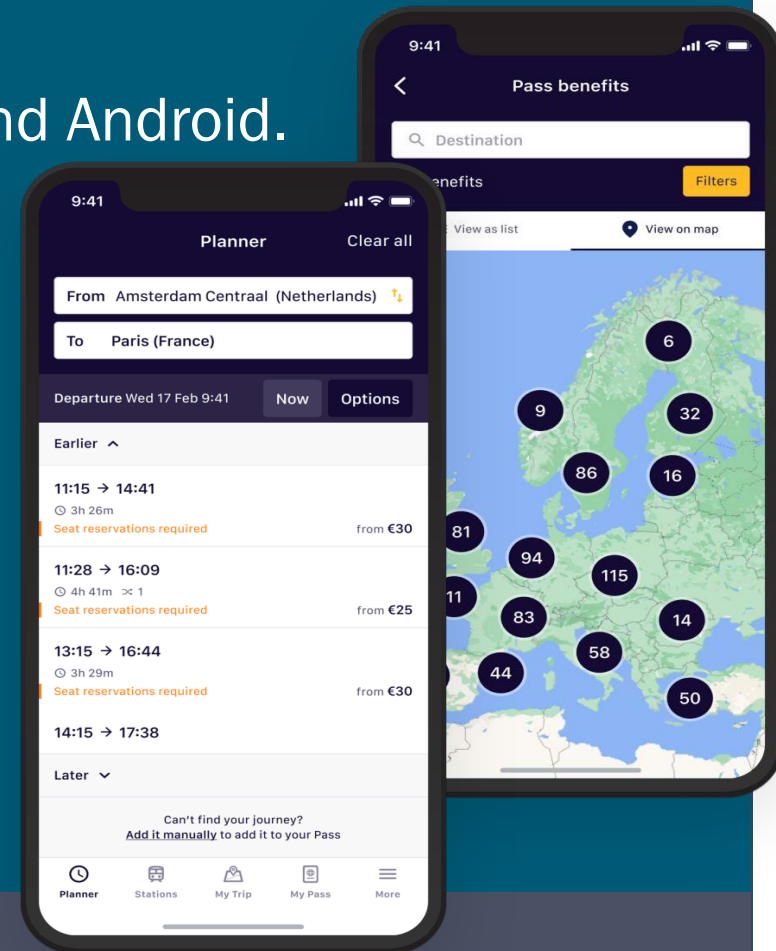 nd Android.
9:41
Pass benefits
Destination
enefits
Filters
View as list
View on map
6
9
32
86
16
81
94
115
11
83
14
58
44
50
9:41
Planner
Clear all
From Amsterdam Centraal (Netherlands)
To Paris (France)
Departure Wed 17 Feb 9:41
Now
Options
Earlier
11:15 → 14:41
3h 26m
Seat reservations required
from €30
11:28 → 16:09
4h 41m 1
Seat reservations required
from €25
13:15 → 16:44
3h 29m
Seat reservations required
from €30
14:15 → 17:38
Later
Can't find your journey?
Add it manually to add it to your Pass
Planner
Stations
My Trip
My Pass
More